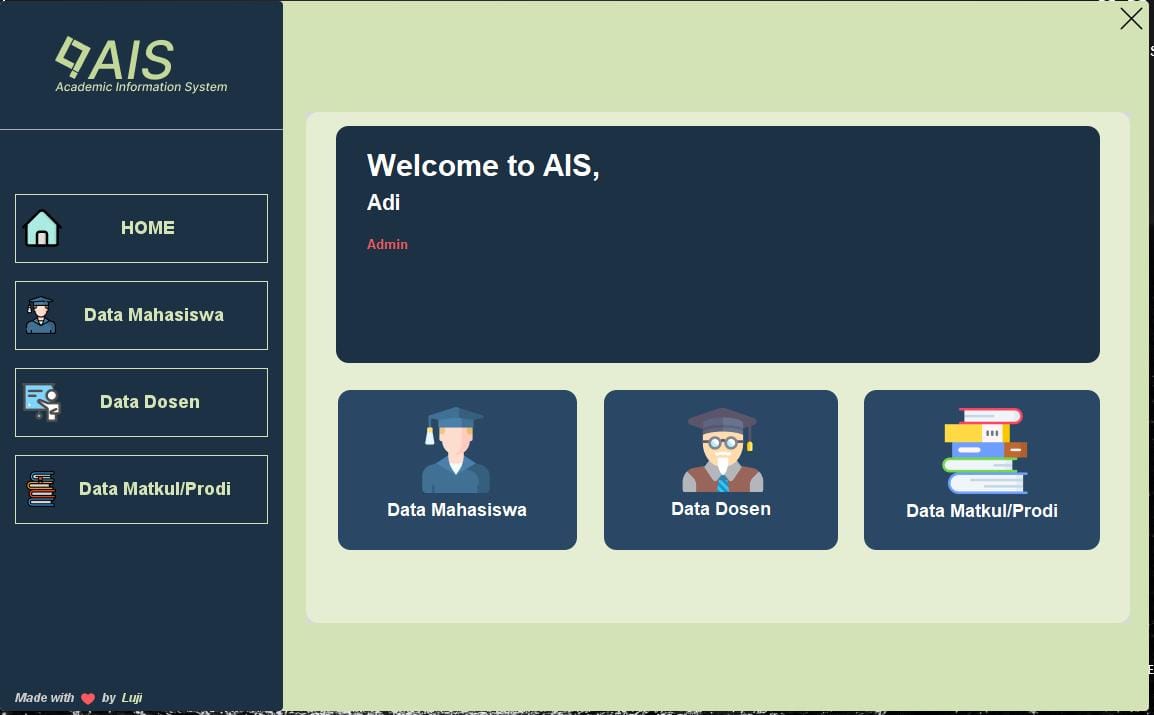 AIS
Academic Information System
HOME
Data Mahasiswa
Data Dosen
Data Matkul/Prodi
Made with by Luji
Welcome to AIS,
Adi
Admin
Data Mahasiswa
Data Dosen
Data Matkul/Prodi